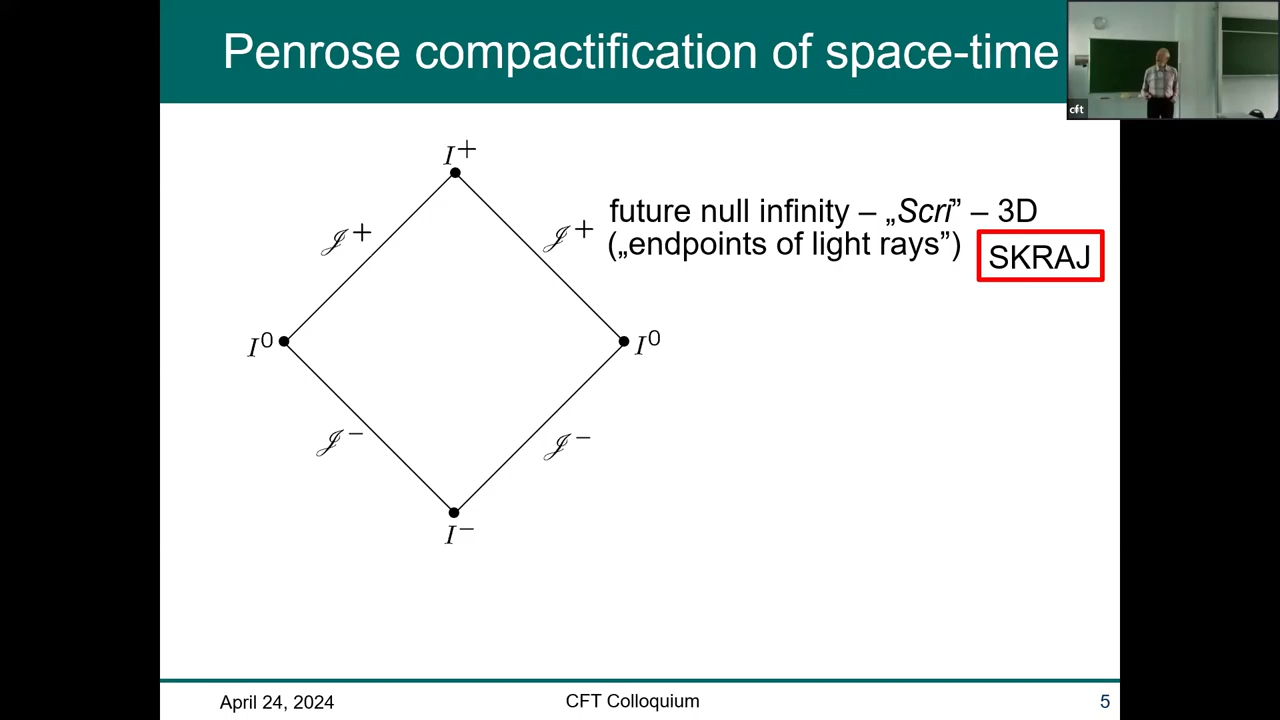 Penrose compactification of space-time
cft
I⁺
𝒥⁺
𝒥⁺
future null infinity – „Scri” – 3D
(„endpoints of light rays”)
SKRAJ
I⁰
I⁰
𝒥⁻
𝒥⁻
I⁻
April 24, 2024
CFT Colloquium
5